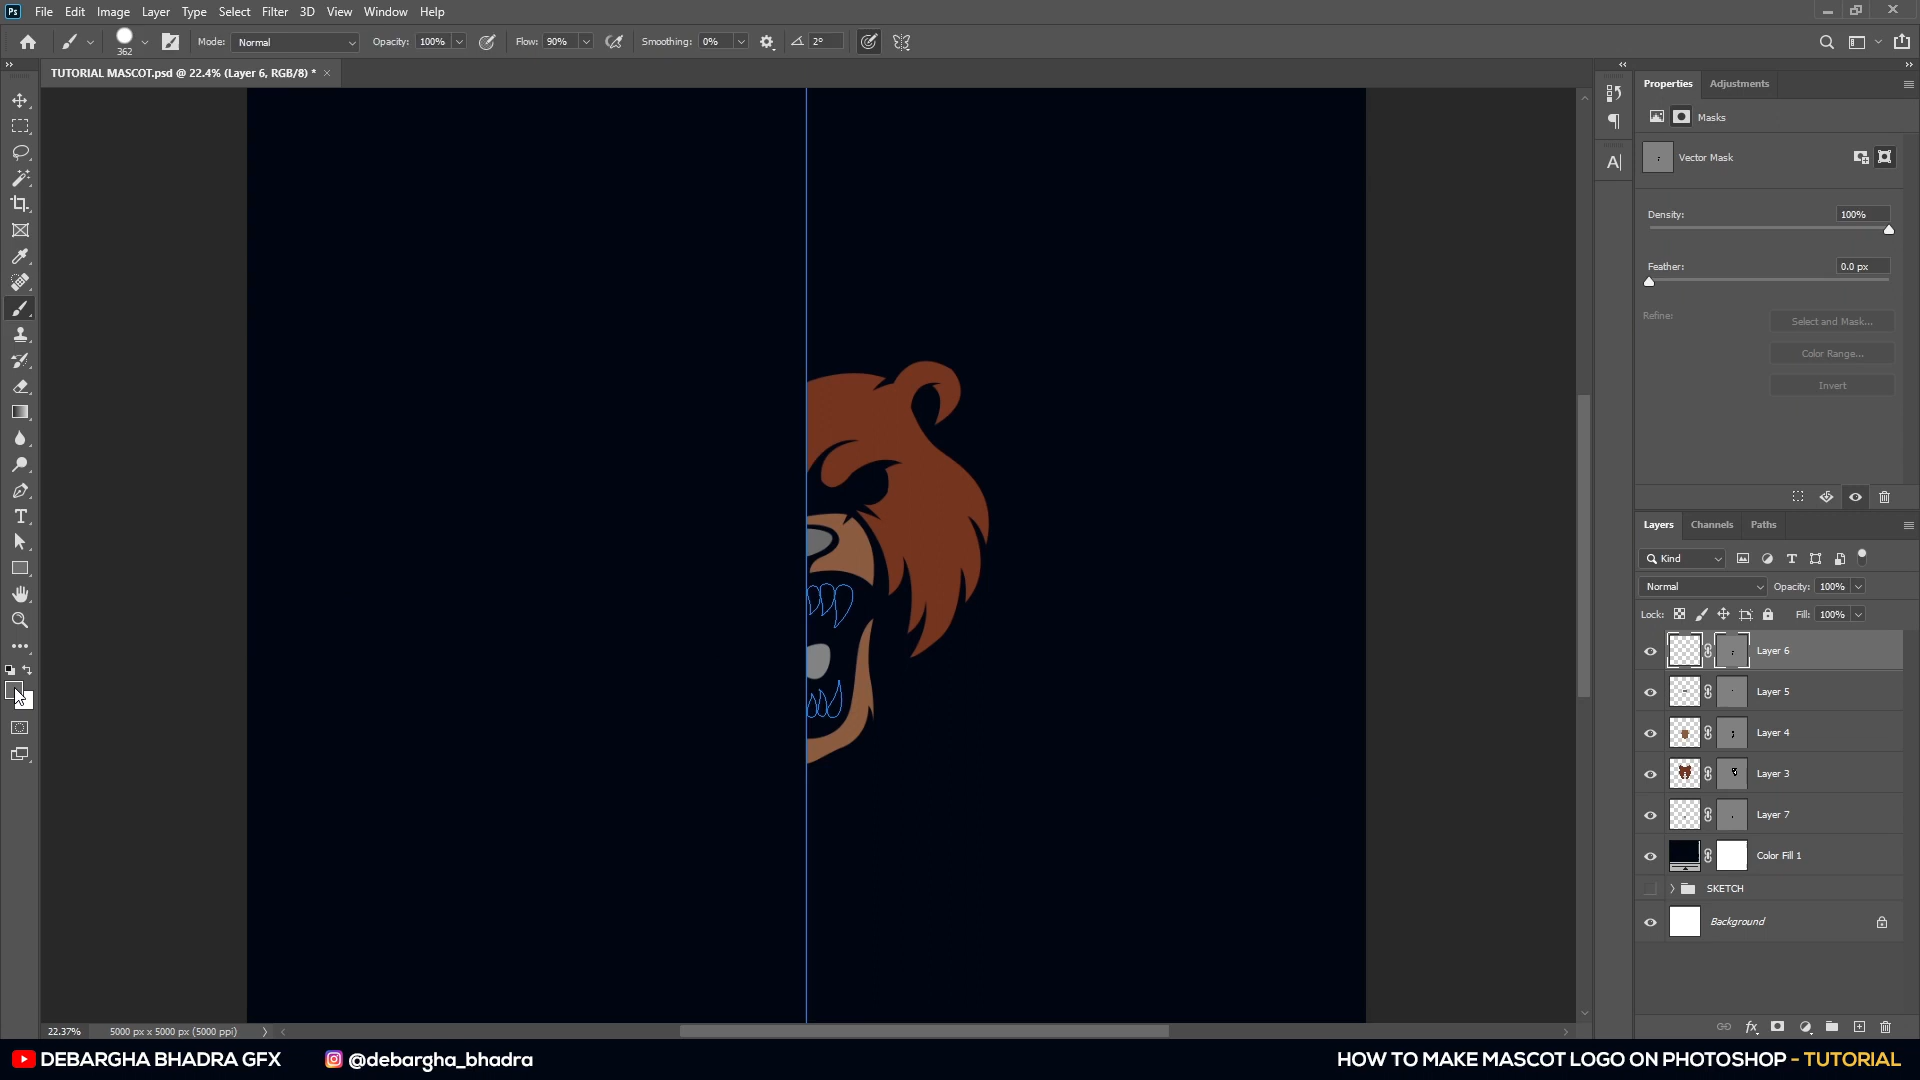 Ps File Edit Image Layer Type Select Filter 3D View Window Help
362 Mode: Normal Opacity: 100% Flow: 90% Smoothing: 0% 2°
TUTORIAL MASCOT.psd @ 22.4% (Layer 6, RGB/8) * ×
Properties Adjustments
Masks
Vector Mask
Density: 100%
Feather: 0.0 px
Refine: Select and Mask...
Color Range...
Invert
Layers Channels Paths
Kind
Normal Opacity: 100%
Lock: Fill: 100%
Layer 6
Layer 5
Layer 4
Layer 3
Layer 7
Color Fill 1
SKETCH
Background
22.37% 5000 px x 5000 px (5000 ppi)
DEBARGHA BHADRA GFX @debargha_bhadra HOW TO MAKE MASCOT LOGO ON PHOTOSHOP - TUTORIAL